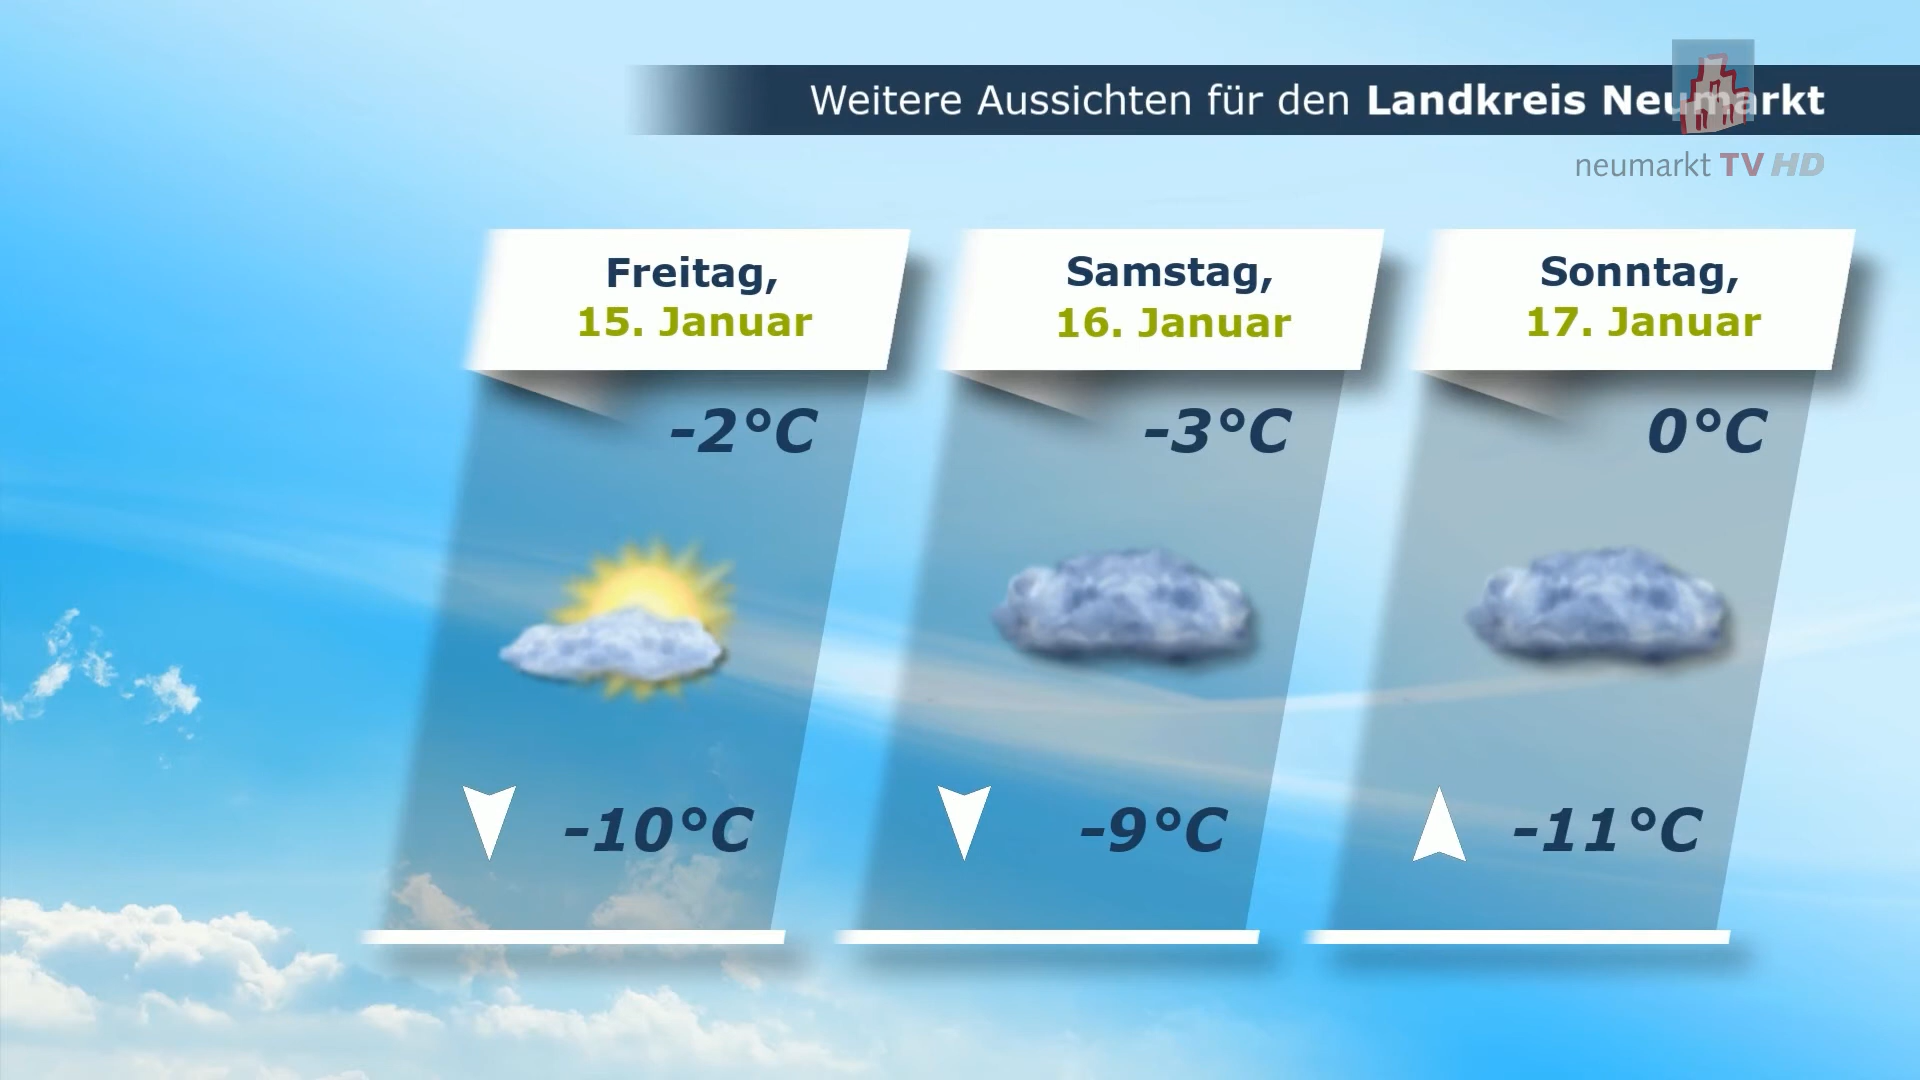 Weitere Aussichten für den Landkreis Neumarkt
neumarkt TV HD
Freitag,
15. Januar
-2°C
-10°C
Samstag,
16. Januar
-3°C
-9°C
Sonntag,
17. Januar
0°C
-11°C